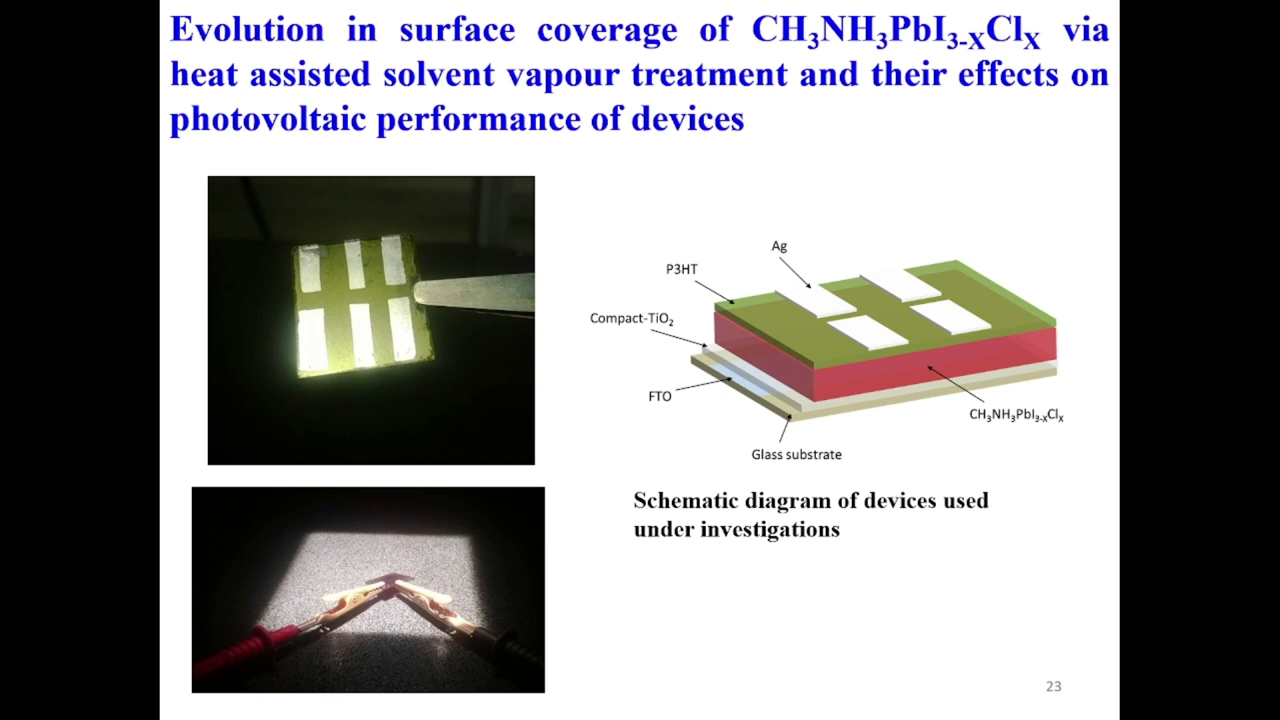 Evolution in surface coverage of CH₃NH₃PbI₃₋ₓClₓ via
heat assisted solvent vapour treatment and their effects on
photovoltaic performance of devices
Ag
P3HT
Compact-TiO₂
FTO
CH₃NH₃PbI₃₋ₓClₓ
Glass substrate
Schematic diagram of devices used
under investigations
23